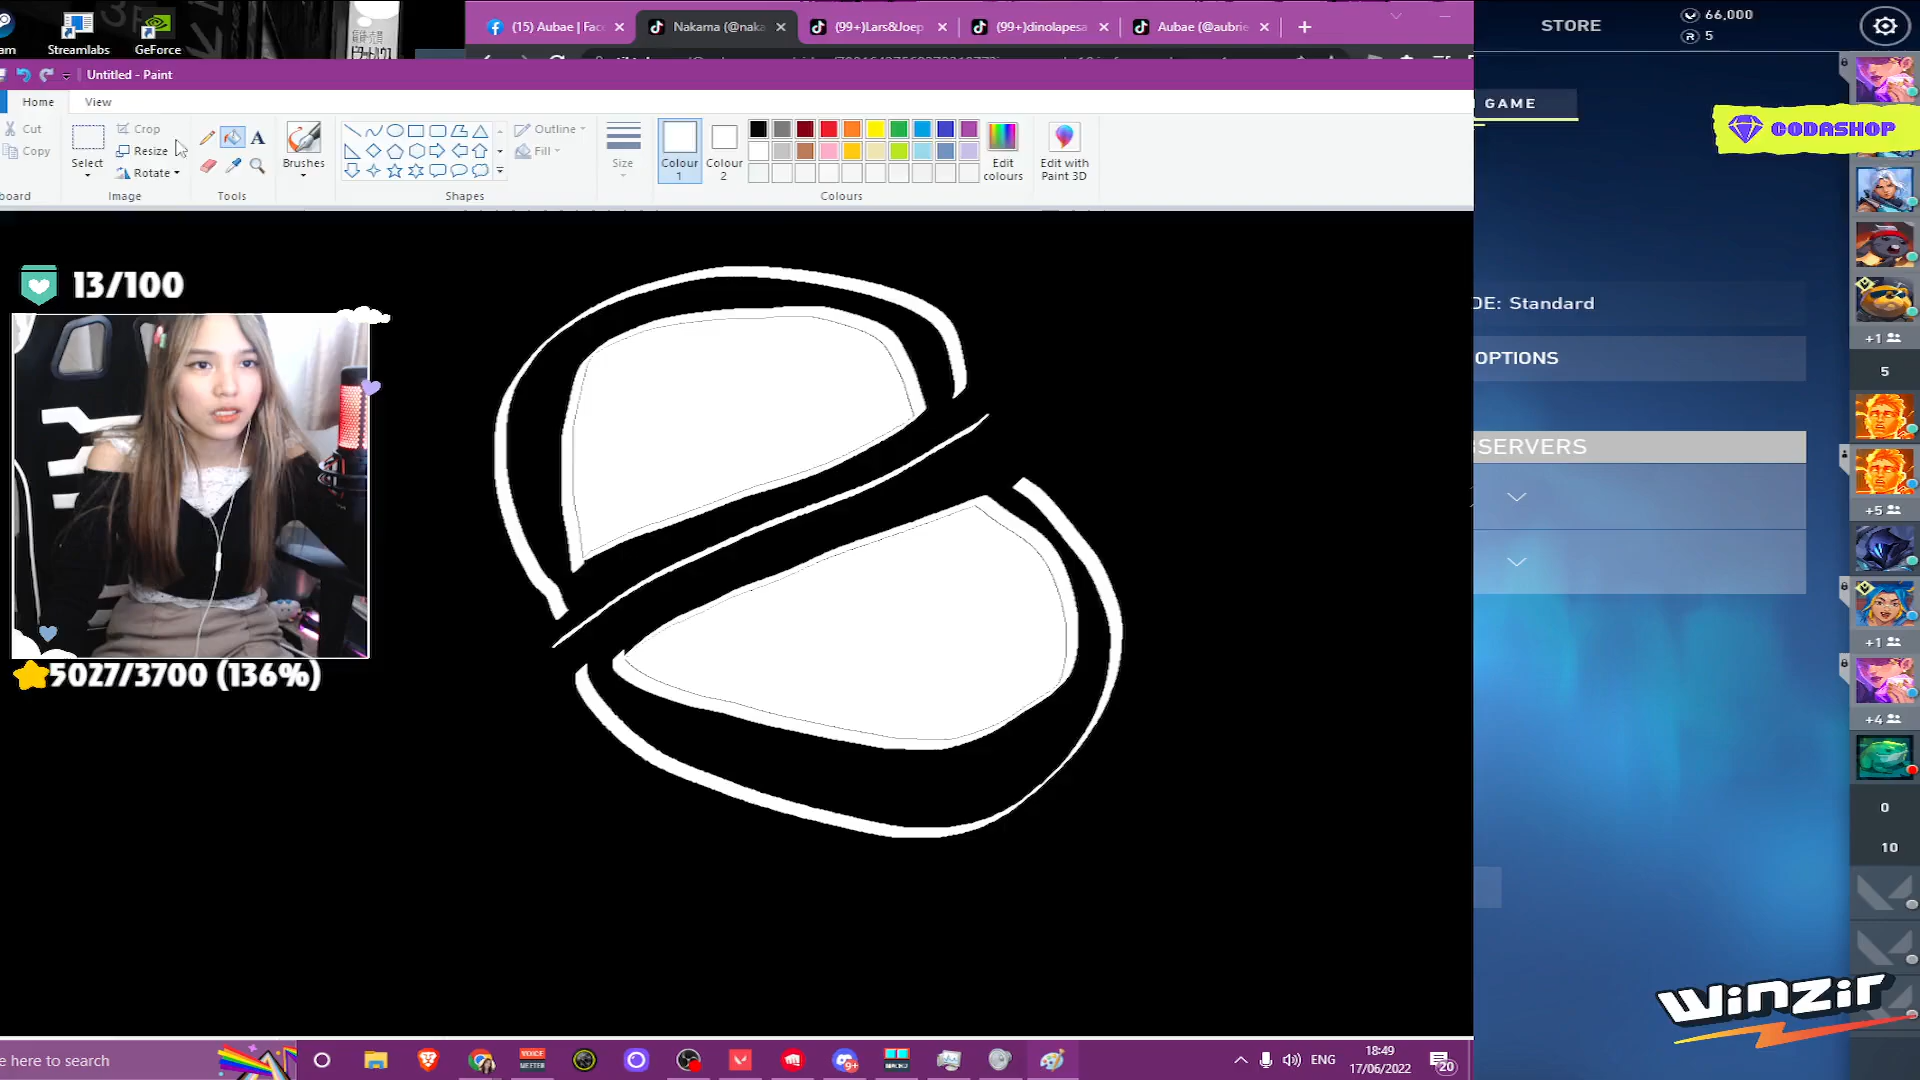 Streamlabs
GeForce
(15) Aubae | Fac
Nakama (@naka
(99+)Lars&Joep
(99+)dinolapesa
Aubae (@aubrie
STORE
66,000
R 5
Untitled - Paint
Home
View
Cut
Copy
Select
Crop
Resize
Rotate
Image
Tools
Brushes
Shapes
Outline
Fill
Size
Colour
1
Colour
2
Edit
colours
Edit with
Paint 3D
Colours
GAME
CODASHOP
13/100
5027/3700 (136%)
DE: Standard
OPTIONS
SERVERS
+1
5
+5
+1
+4
0
10
WINZIR
e here to search
VOICE
MEETER
9+
ENG
18:49
17/06/2022
20